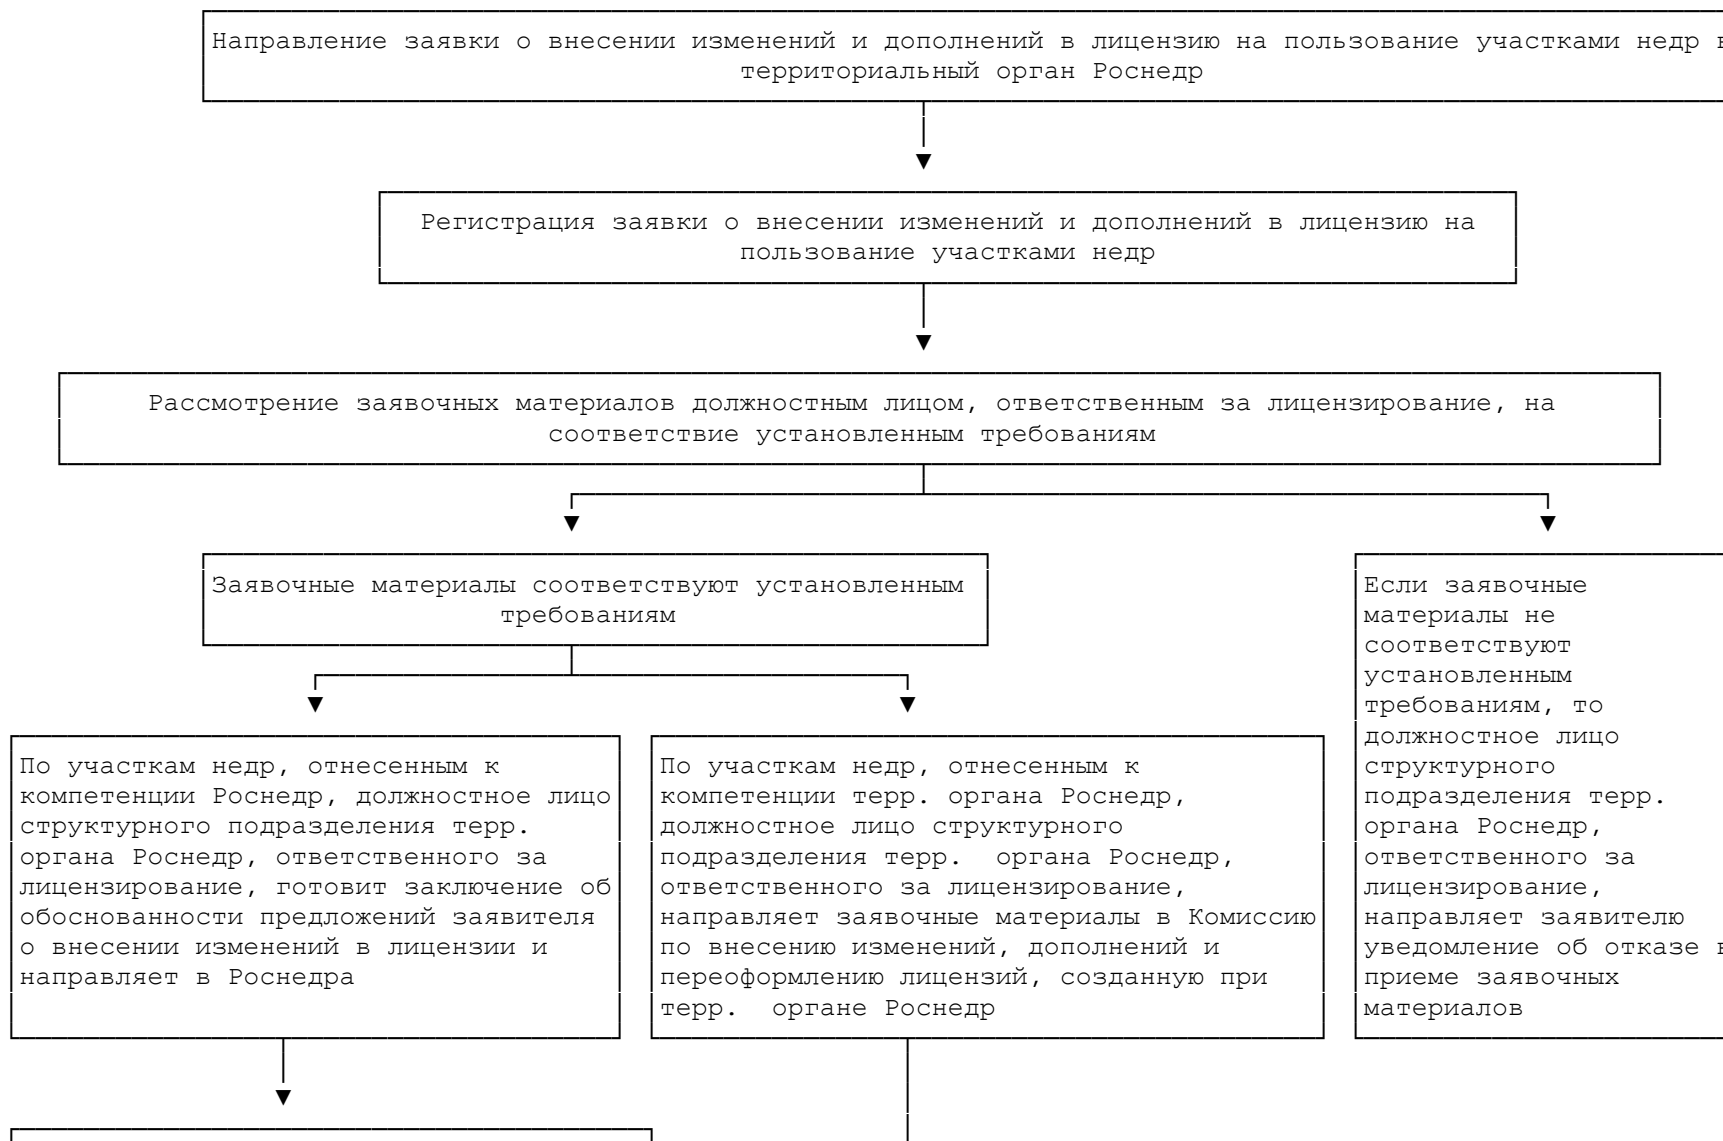 Направление заявки о внесении изменений и дополнений в лицензию на пользование участками недр в
территориальный орган Роснедр
Регистрация заявки о внесении изменений и дополнений в лицензию на
пользование участками недр
Рассмотрение заявочных материалов должностным лицом, ответственным за лицензирование, на
соответствие установленным требованиям
Заявочные материалы соответствуют установленным
требованиям
По участкам недр, отнесенным к
компетенции Роснедр, должностное лицо
структурного подразделения терр.
органа Роснедр, ответственного за
лицензирование, готовит заключение об
обоснованности предложений заявителя
о внесении изменений в лицензии и
направляет в Роснедра
По участкам недр, отнесенным к
компетенции терр. органа Роснедр,
должностное лицо структурного
подразделения терр.  органа Роснедр,
ответственного за лицензирование,
направляет заявочные материалы в Комиссию
по внесению изменений, дополнений и
переоформлению лицензий, созданную при
терр.  органе Роснедр
Если заявочные
материалы не
соответствуют
установленным
требованиям, то
должностное лицо
структурного
подразделения терр.
органа Роснедр,
ответственного за
лицензирование,
направляет заявителю
уведомление об отказе в
приеме заявочных
материалов